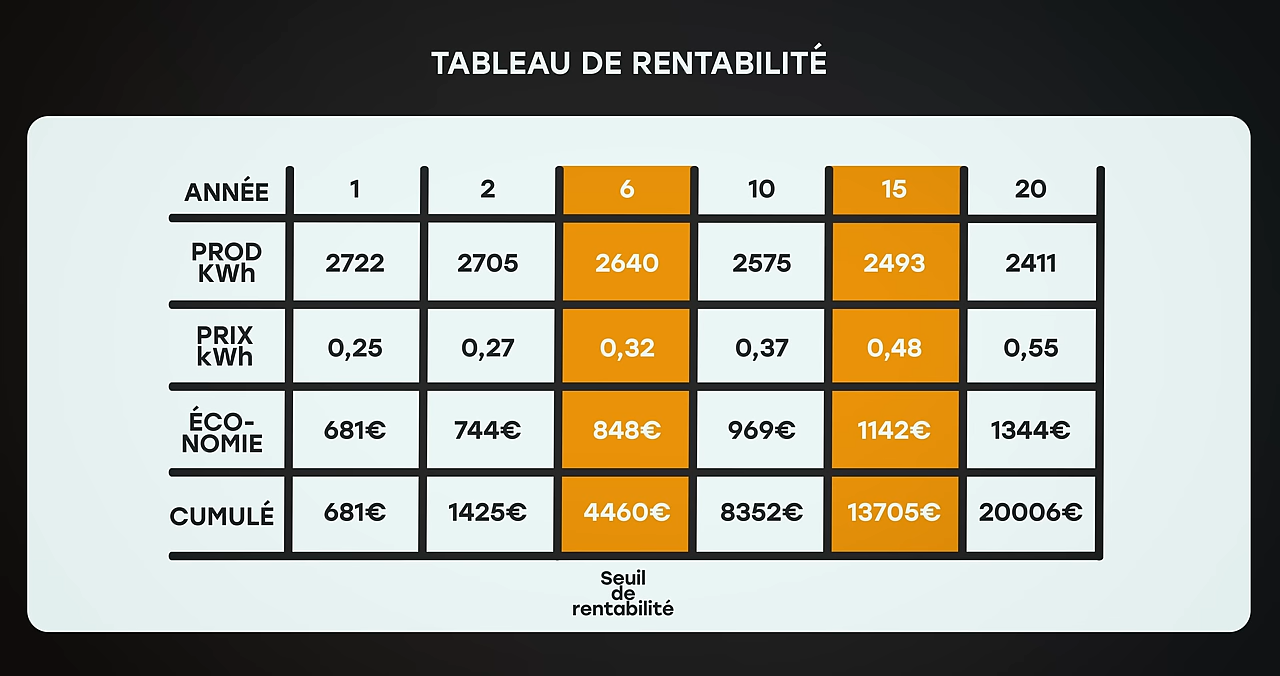 TABLEAU DE RENTABILITÉ
ANNÉE 1 2 6 10 15 20
PROD
KWh 2722 2705 2640 2575 2493 2411
PRIX
kWh 0,25 0,27 0,32 0,37 0,48 0,55
ÉCO-
NOMIE 681€ 744€ 848€ 969€ 1142€ 1344€
CUMULÉ 681€ 1425€ 4460€ 8352€ 13705€ 20006€
Seuil
de
rentabilité